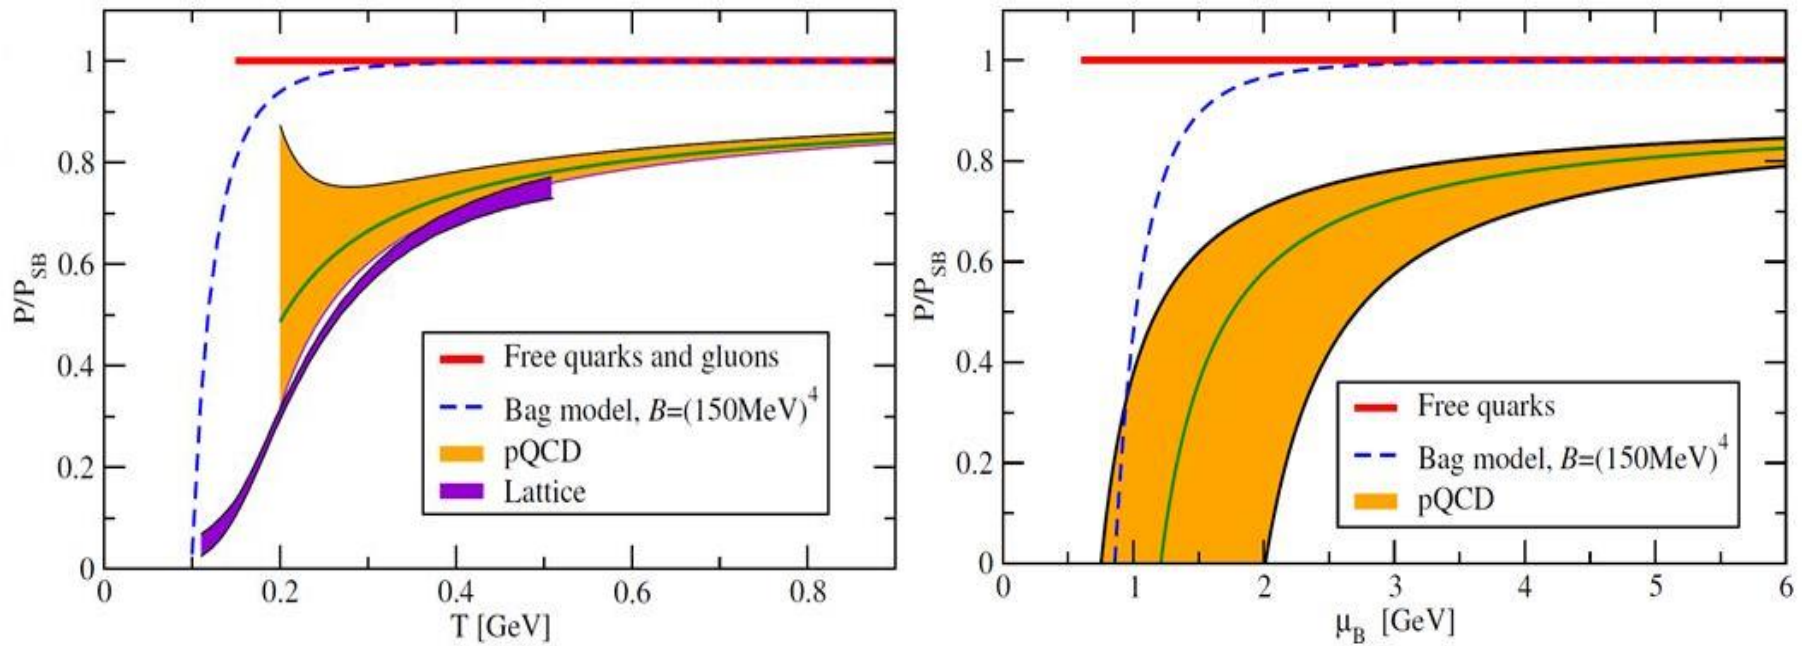 1
0.8
0.6
0.4
0.2
0
P/P_SB
Free quarks and gluons
Bag model, B=(150MeV)^4
pQCD
Lattice
0
0.2
0.4
0.6
0.8
T [GeV]
1
0.8
0.6
0.4
0.2
0
P/P_SB
Free quarks
Bag model, B=(150MeV)^4
pQCD
0
1
2
3
4
5
6
μ_B [GeV]